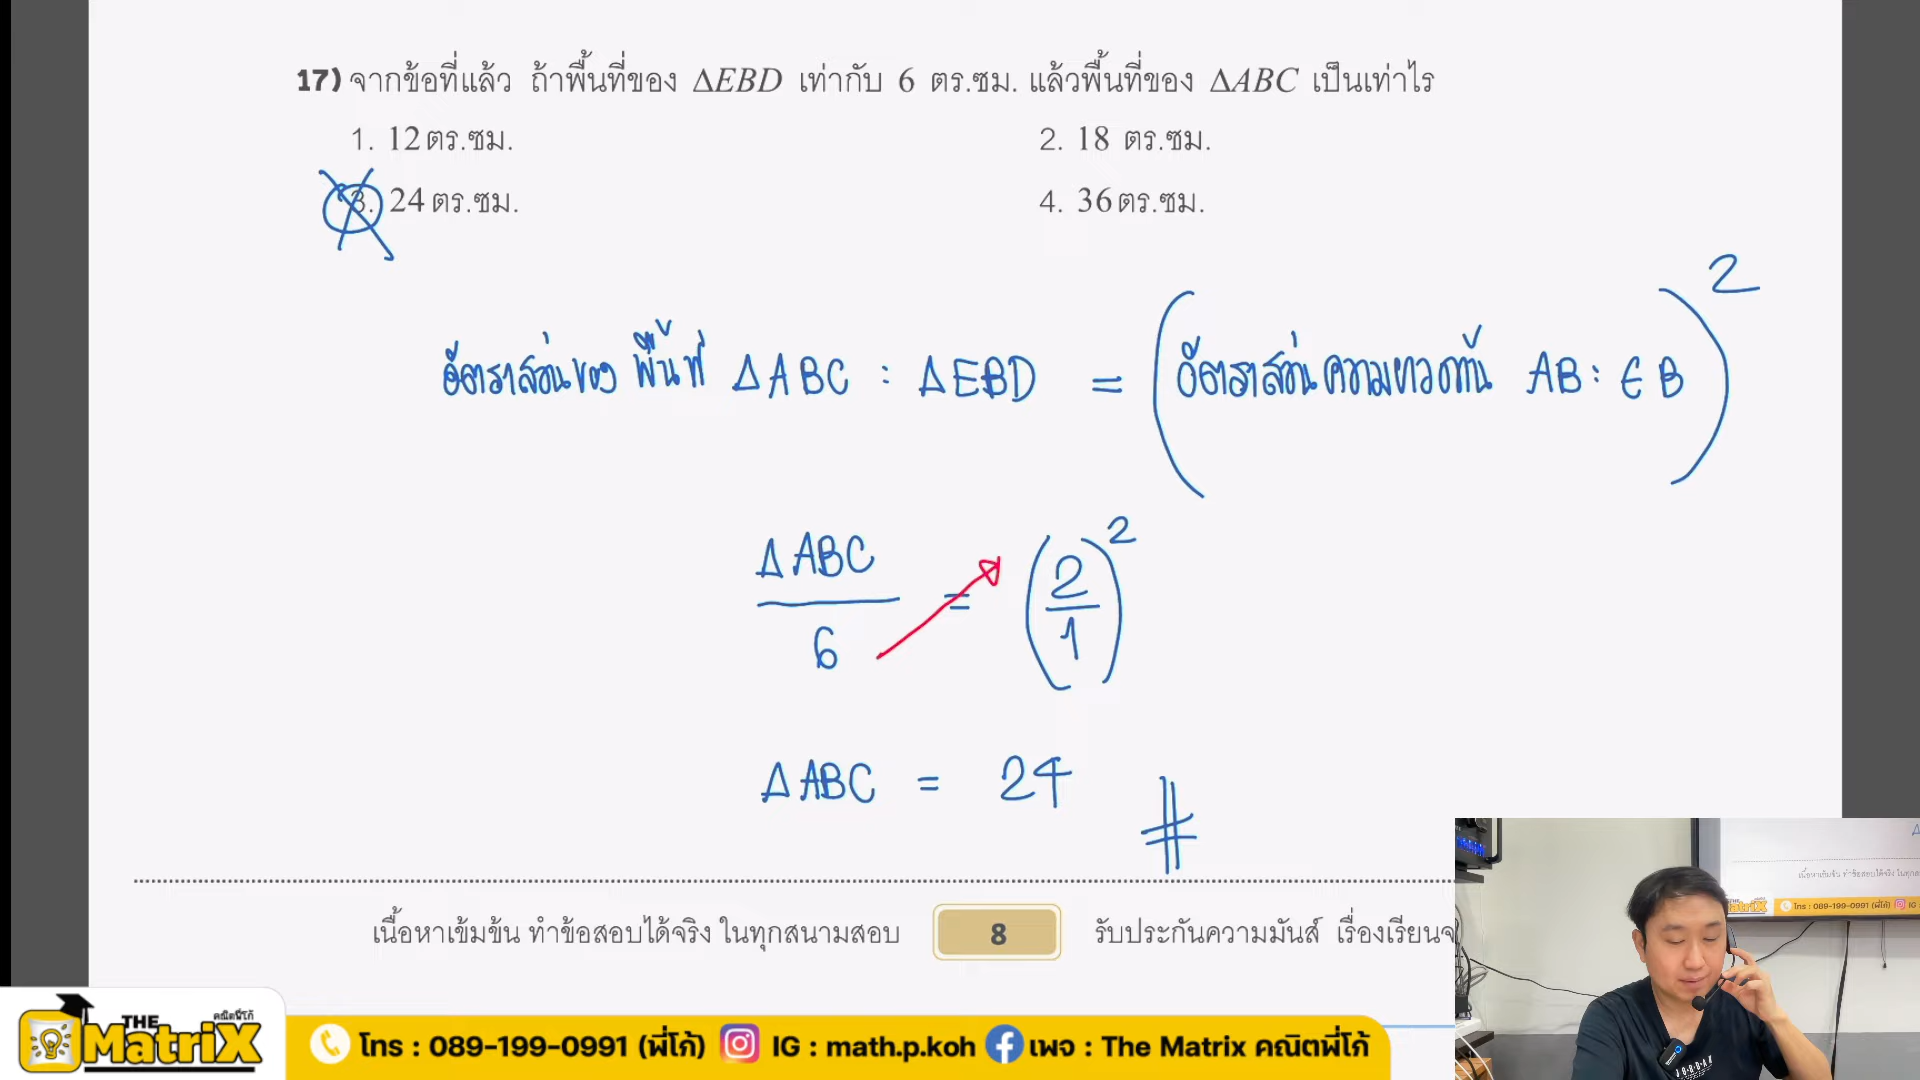 17) จากข้อที่แล้ว ถ้าพื้นที่ของ ΔEBD เท่ากับ 6 ตร.ซม. แล้วพื้นที่ของ ΔABC เป็นเท่าไร
1. 12 ตร.ซม. 2. 18 ตร.ซม.
3. 24 ตร.ซม. 4. 36 ตร.ซม.
อัตราส่วนของ พื้นที่ ΔABC : ΔEBD = (อัตราส่วนความยาวด้าน AB : EB)²
ΔABC / 6 = (2/1)²
ΔABC = 24 #
เนื้อหาเข้มข้น ทำข้อสอบได้จริง ในทุกสนามสอบ 8 รับประกันความมันส์ เรื่องเรียนจ
THE MatriX คณิตพี่โก้
โทร : 089-199-0991 (พี่โก้) IG : math.p.koh เพจ : The Matrix คณิตพี่โก้